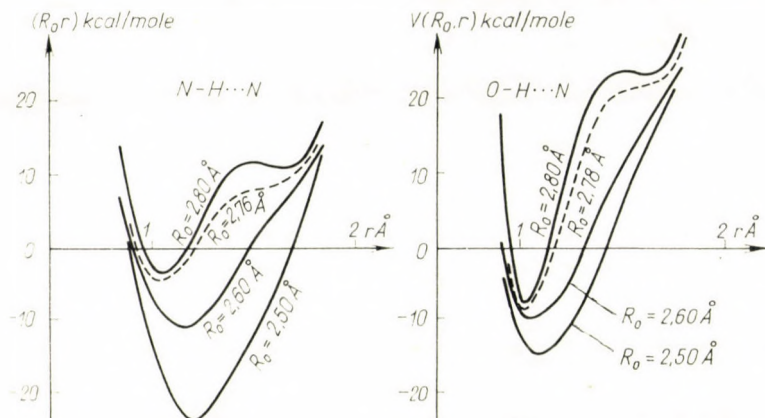 (R₀r) kcal/mole
N-H···N
20
10
0
-10
-20
1
2 rÅ
R₀=2,80 Å
R₀=2,76 Å
R₀=2,60 Å
R₀=2,50 Å
V(R₀.r) kcal/mole
O-H···N
20
10
0
-10
-20
1
2 rÅ
R₀=2,80 Å
R₀=2,78 Å
R₀=2,60 Å
R₀=2,50 Å